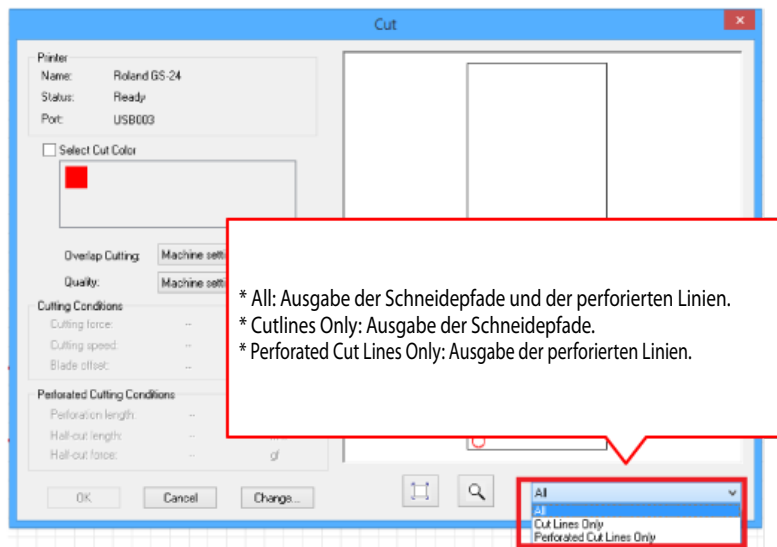 Cut
Printer
Name: Roland GS-24
Status: Ready
Port: USB003
Select Cut Color
Overlap Cutting: Machine setti
Quality: Machine setti
Cutting Conditions
Cutting force: --
Cutting speed: --
Blade offset: --
Perforated Cutting Conditions
Perforation length: --
Half-cut length: --
Half-cut force: -- gf
OK Cancel Change...
* All: Ausgabe der Schneidepfade und der perforierten Linien.
* Cutlines Only: Ausgabe der Schneidepfade.
* Perforated Cut Lines Only: Ausgabe der perforierten Linien.
All
All
Cut Lines Only
Perforated Cut Lines Only